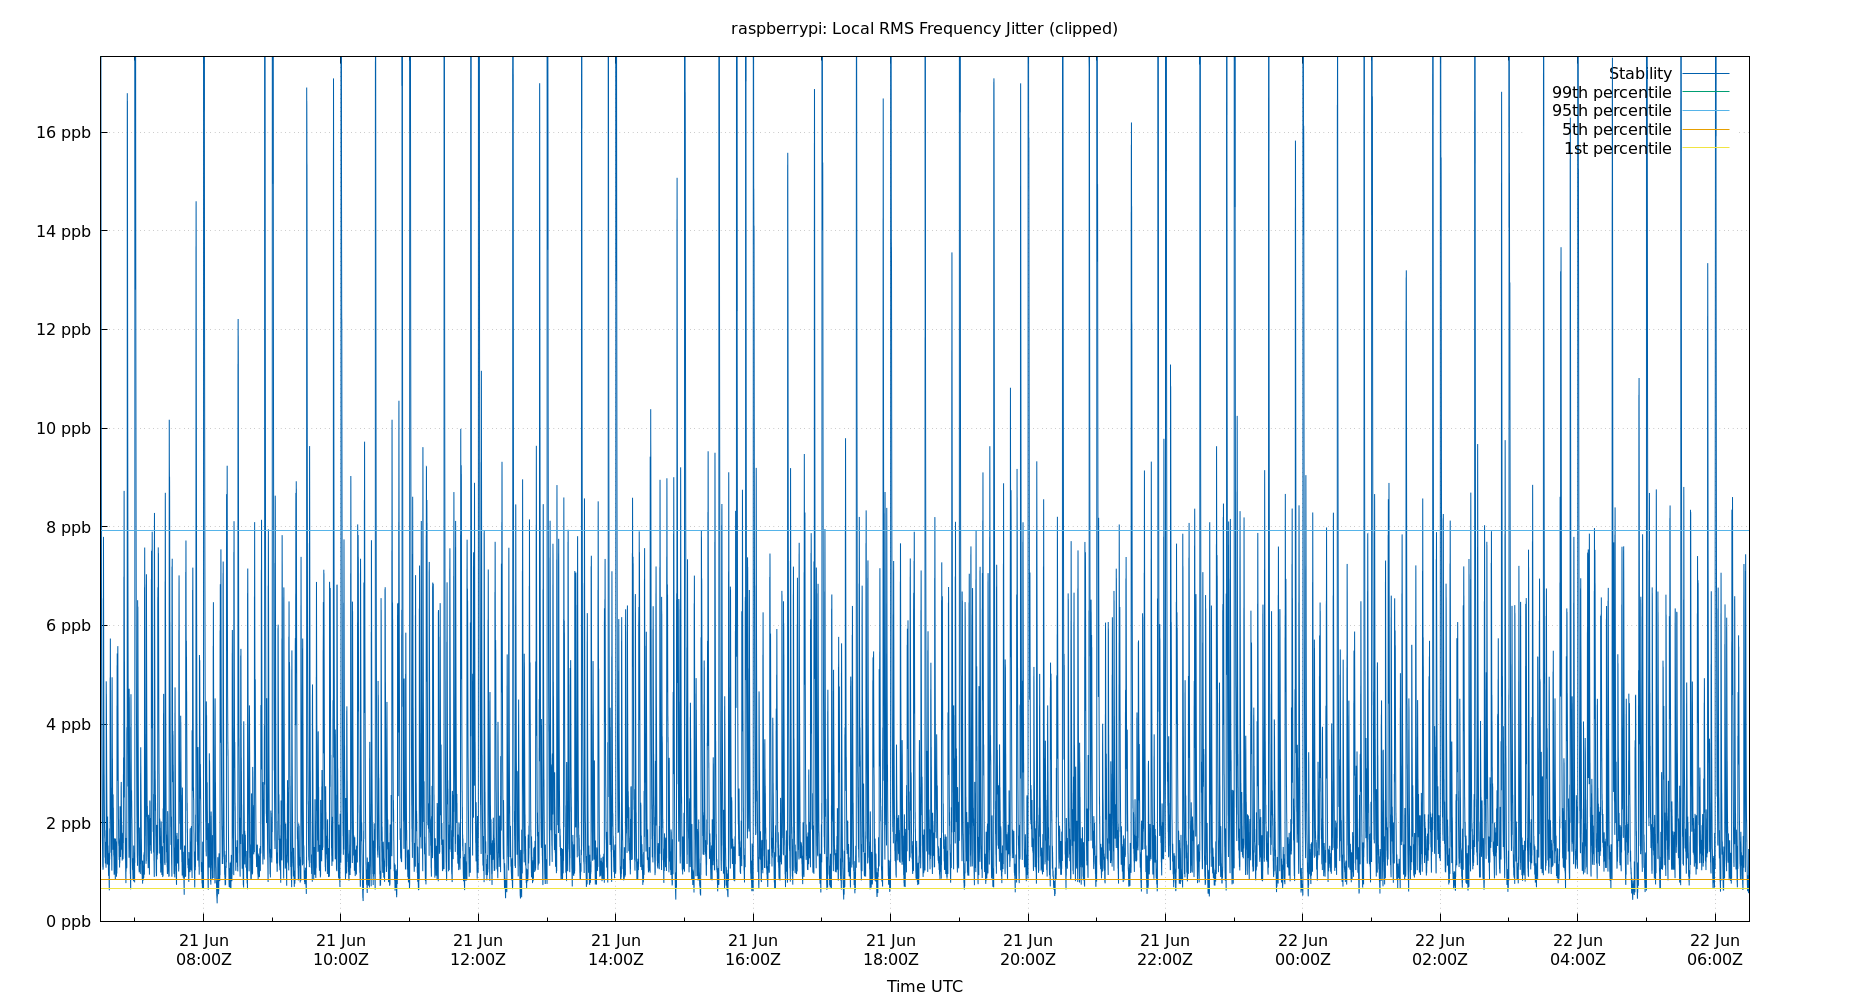 raspberrypi: Local RMS Frequency Jitter (clipped)
Stability
99th percentile
95th percentile
5th percentile
1st percentile
16 ppb
14 ppb
12 ppb
10 ppb
8 ppb
6 ppb
4 ppb
2 ppb
0 ppb
21 Jun 21 Jun 21 Jun 21 Jun 21 Jun 21 Jun 21 Jun 21 Jun 22 Jun 22 Jun 22 Jun 22 Jun
08:00Z 10:00Z 12:00Z 14:00Z 16:00Z 18:00Z 20:00Z 22:00Z 00:00Z 02:00Z 04:00Z 06:00Z
Time UTC